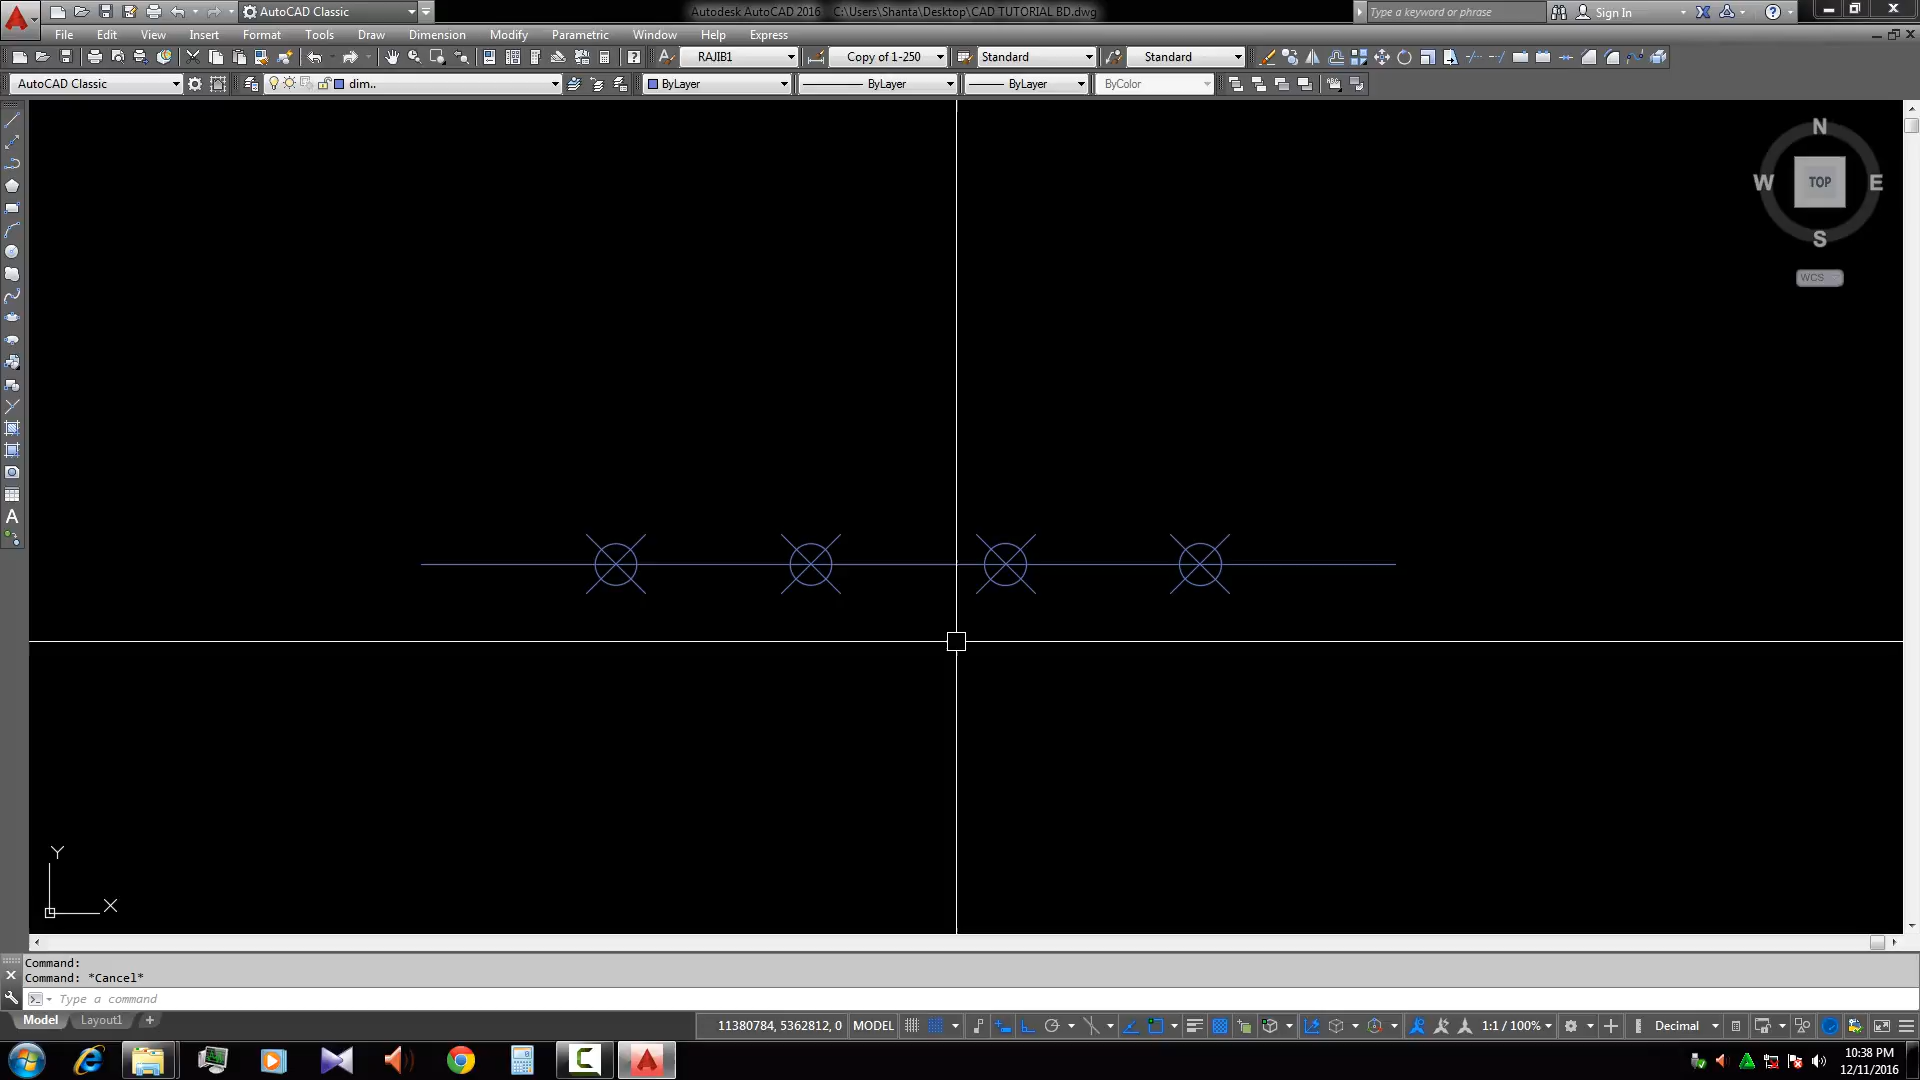 AutoCAD Classic
Autodesk AutoCAD 2016 C:\Users\Shanta\Desktop\CAD TUTORIAL BD.dwg
Type a keyword or phrase
Sign In
File Edit View Insert Format Tools Draw Dimension Modify Parametric Window Help Express
RAJIB1 Copy of 1-250 Standard Standard
AutoCAD Classic dim.. ByLayer ByLayer ByLayer ByColor
N
W TOP E
S
WCS
Y
X
Command:
Command: *Cancel*
Type a command
Model Layout1 +
11380784, 5362812, 0 MODEL 1:1 / 100% Decimal
10:38 PM
12/11/2016